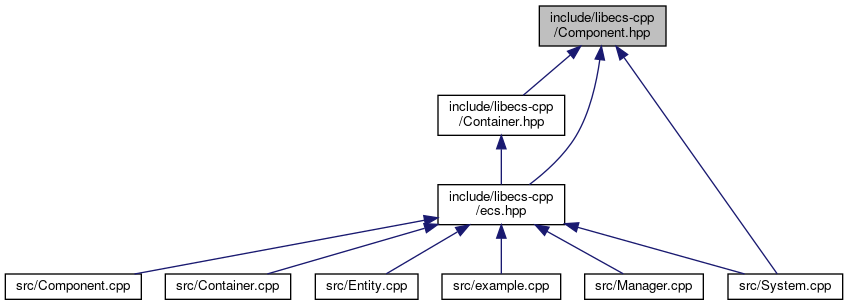 include/libecs-cpp
/Component.hpp
include/libecs-cpp
/Container.hpp
include/libecs-cpp
/ecs.hpp
src/Component.cpp
src/Container.cpp
src/Entity.cpp
src/example.cpp
src/Manager.cpp
src/System.cpp